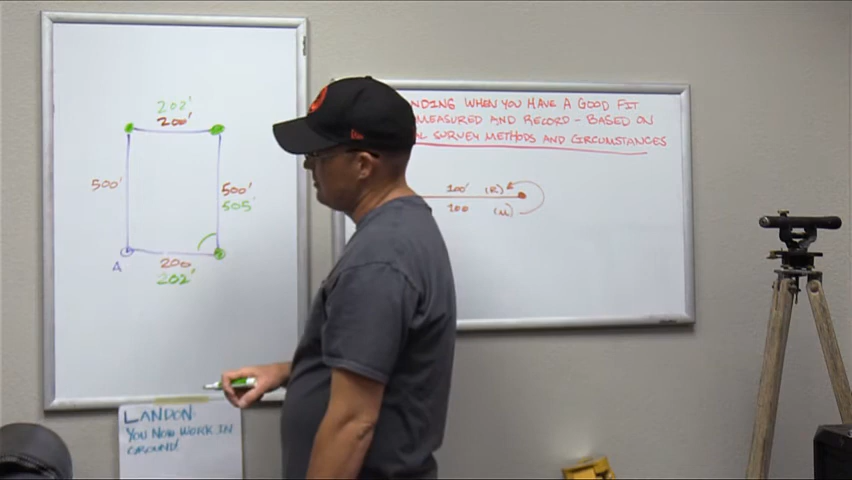 202'
200'
500'
500'
505'
A
200
202'
LANDON:
YOU NOW WORK IN
GROUND!
NDING WHEN YOU HAVE A GOOD FIT
MEASURED AND RECORD - BASED ON
L SURVEY METHODS AND CIRCUMSTANCES
100' (R)
100 (M)